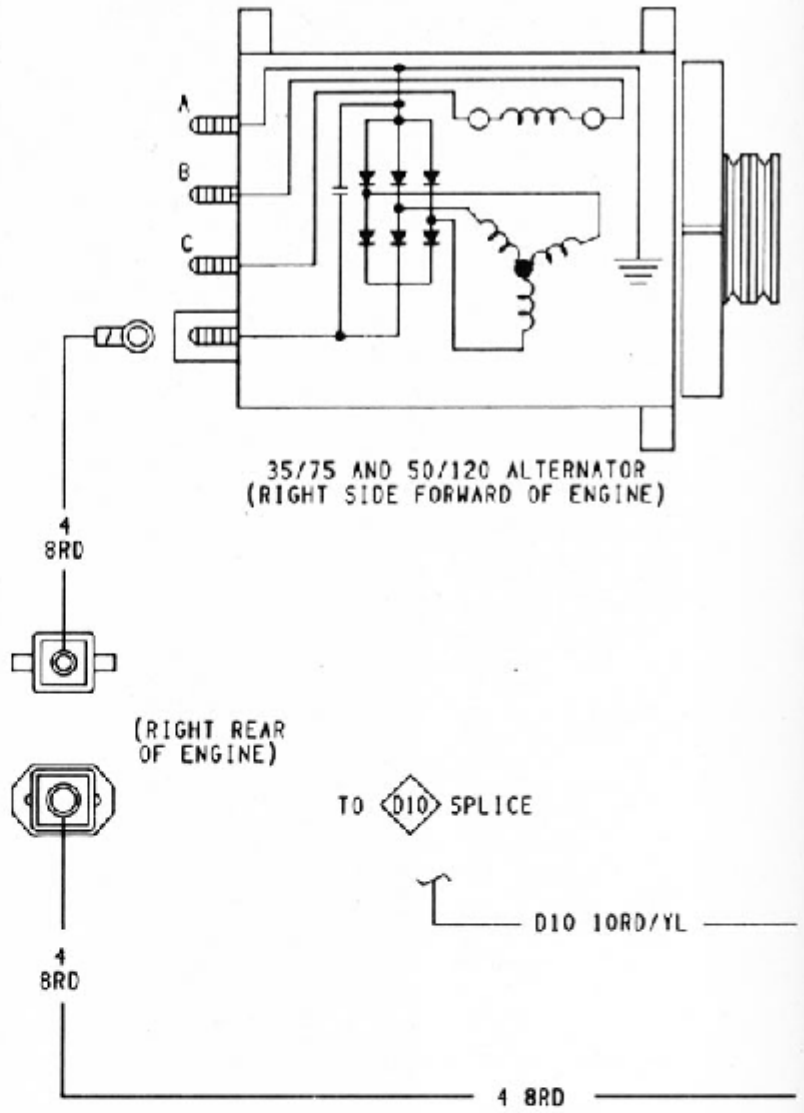 A
B
C
35/75 AND 50/120 ALTERNATOR
(RIGHT SIDE FORWARD OF ENGINE)
4
8RD
(RIGHT REAR
OF ENGINE)
TO D10 SPLICE
D10 10RD/YL
4
8RD
4 8RD